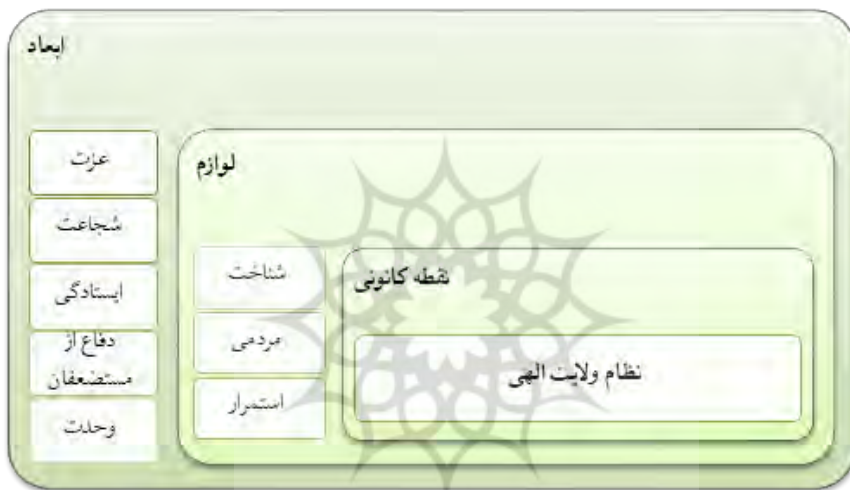 ابعاد
عزت
شجاعت
ایستادگی
دفاع از
مستضعفان
وحدت
لوازم
شناخت
مردمی
استمرار
نقطه کانونی
نظام ولایت الهی